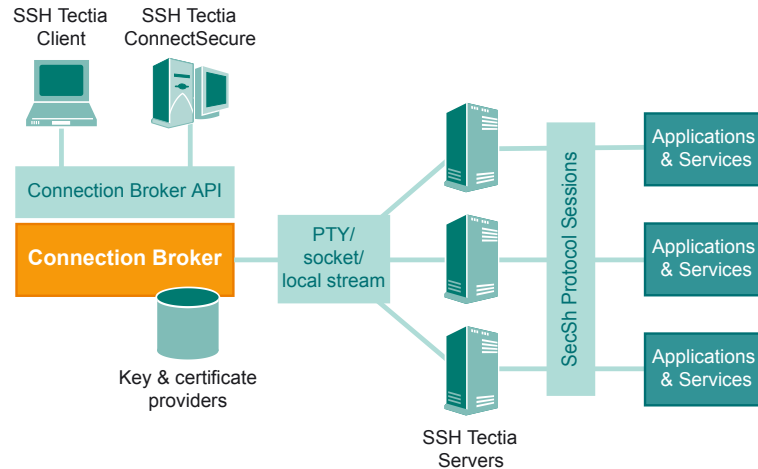 SSH Tectia
Client
SSH Tectia
ConnectSecure
Connection Broker API
Connection Broker
Key & certificate
providers
PTY/
socket/
local stream
SSH Tectia
Servers
SecSh Protocol Sessions
Applications
& Services
Applications
& Services
Applications
& Services